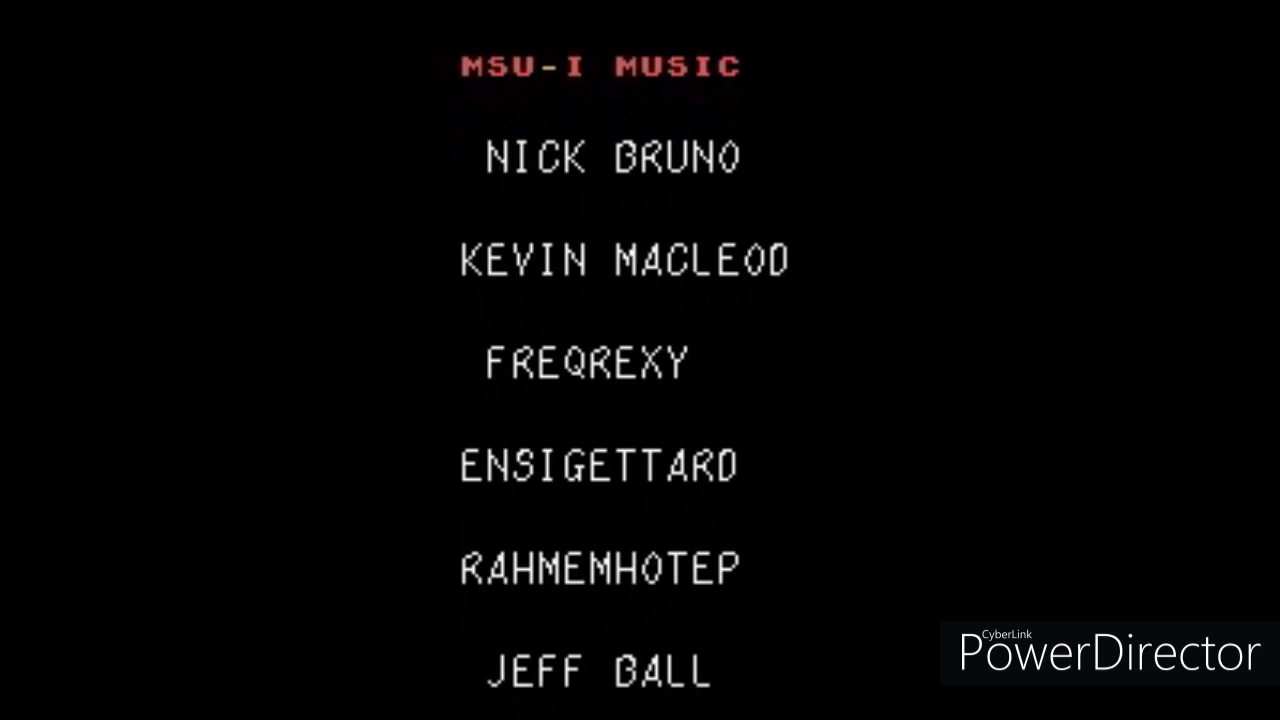 MSU-I MUSIC
NICK BRUNO
KEVIN MACLEOD
FREQREXY
ENSIGETTARD
RAHMEMHOTEP
JEFF BALL
CyberLink
PowerDirector